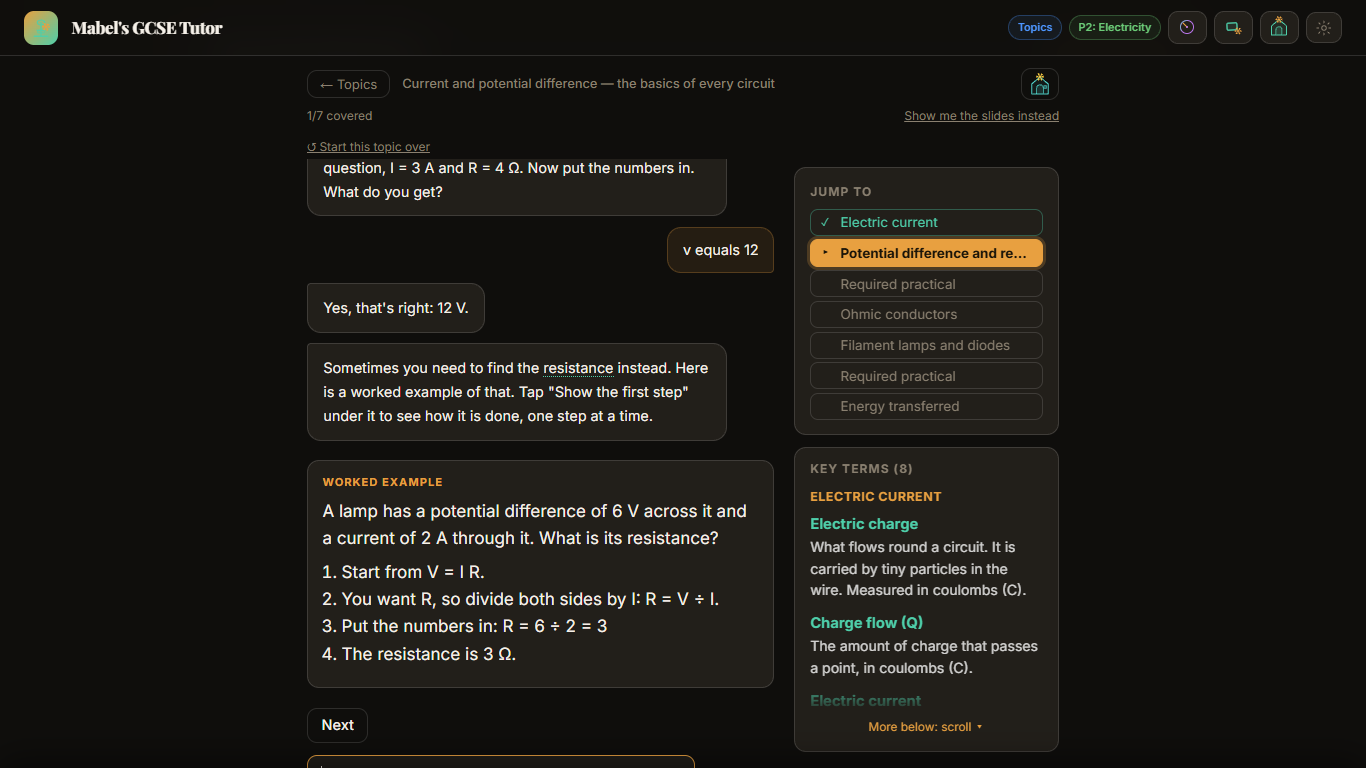 Mabel's GCSE Tutor
Topics
P2: Electricity
← Topics
Current and potential difference — the basics of every circuit
1/7 covered
Show me the slides instead
↺ Start this topic over
question, I = 3 A and R = 4 Ω. Now put the numbers in.
What do you get?
v equals 12
Yes, that's right: 12 V.
Sometimes you need to find the resistance instead. Here
is a worked example of that. Tap "Show the first step"
under it to see how it is done, one step at a time.
WORKED EXAMPLE
A lamp has a potential difference of 6 V across it and
a current of 2 A through it. What is its resistance?
1. Start from V = I R.
2. You want R, so divide both sides by I: R = V ÷ I.
3. Put the numbers in: R = 6 ÷ 2 = 3
4. The resistance is 3 Ω.
Next
JUMP TO
✓ Electric current
▸ Potential difference and re...
Required practical
Ohmic conductors
Filament lamps and diodes
Required practical
Energy transferred
KEY TERMS (8)
ELECTRIC CURRENT
Electric charge
What flows round a circuit. It is
carried by tiny particles in the
wire. Measured in coulombs (C).
Charge flow (Q)
The amount of charge that passes
a point, in coulombs (C).
Electric current
More below: scroll ▾